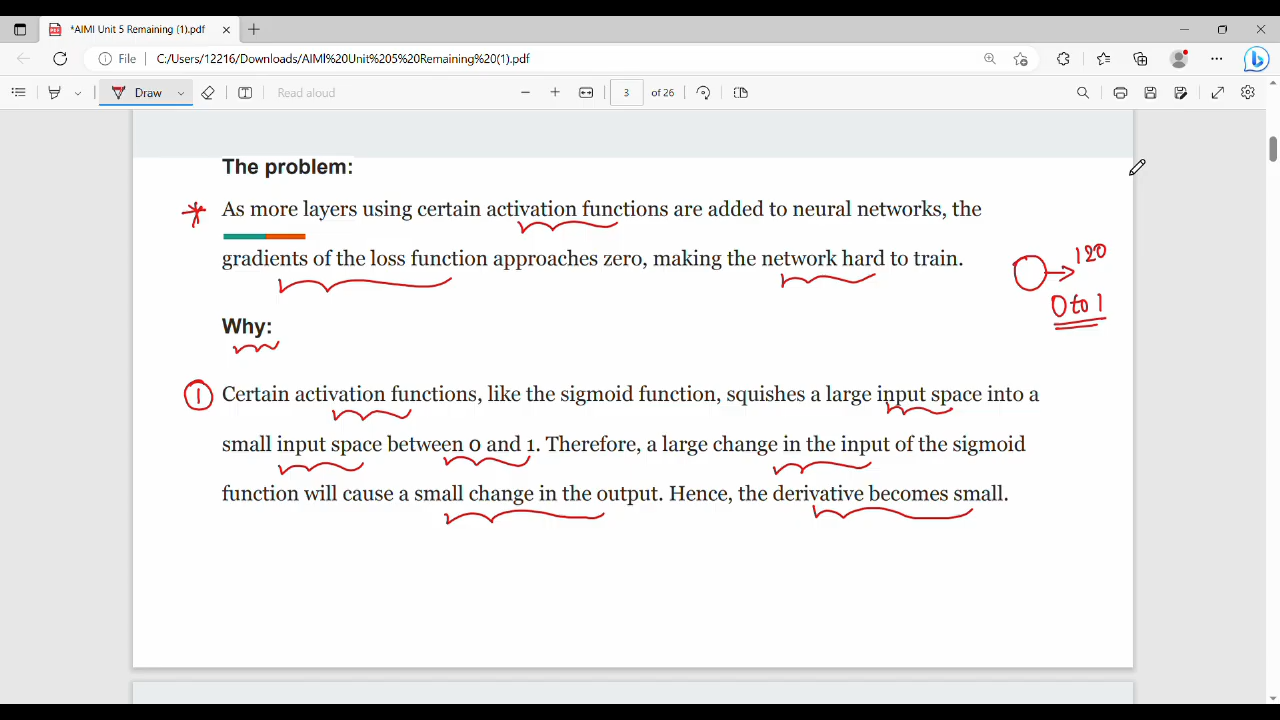 *AIMI Unit 5 Remaining (1).pdf
File C:/Users/12216/Downloads/AIMI%20Unit%205%20Remaining%20(1).pdf
Draw Read aloud 3 of 26
The problem:
* As more layers using certain activation functions are added to neural networks, the
gradients of the loss function approaches zero, making the network hard to train.
120
0 to 1
Why:
1 Certain activation functions, like the sigmoid function, squishes a large input space into a
small input space between 0 and 1. Therefore, a large change in the input of the sigmoid
function will cause a small change in the output. Hence, the derivative becomes small.